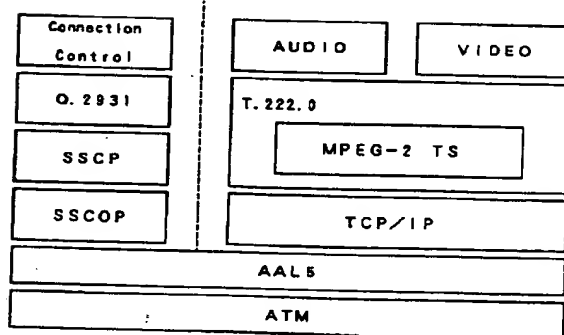 Connection
Control
Q.2931
SSCP
SSCOP
AUDIO
VIDEO
T.222.0
MPEG-2 TS
TCP/IP
AAL5
ATM